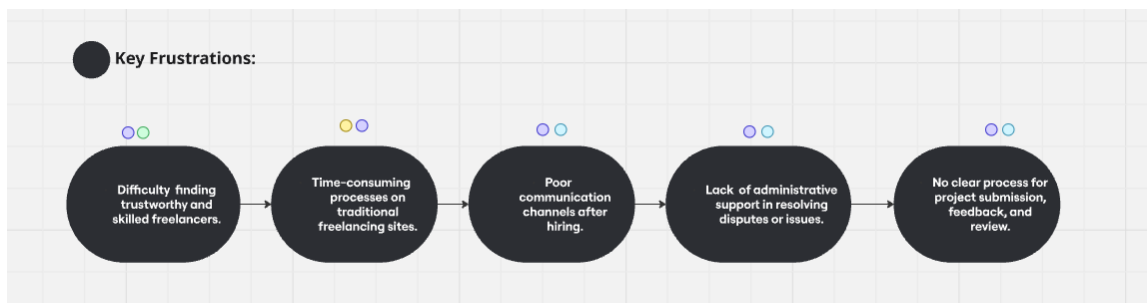 Key Frustrations:
Difficulty finding
trustworthy and
skilled freelancers.
Time-consuming
processes on
traditional
freelancing sites.
Poor
communication
channels after
hiring.
Lack of administrative
support in resolving
disputes or issues.
No clear process for
project submission,
feedback, and
review.